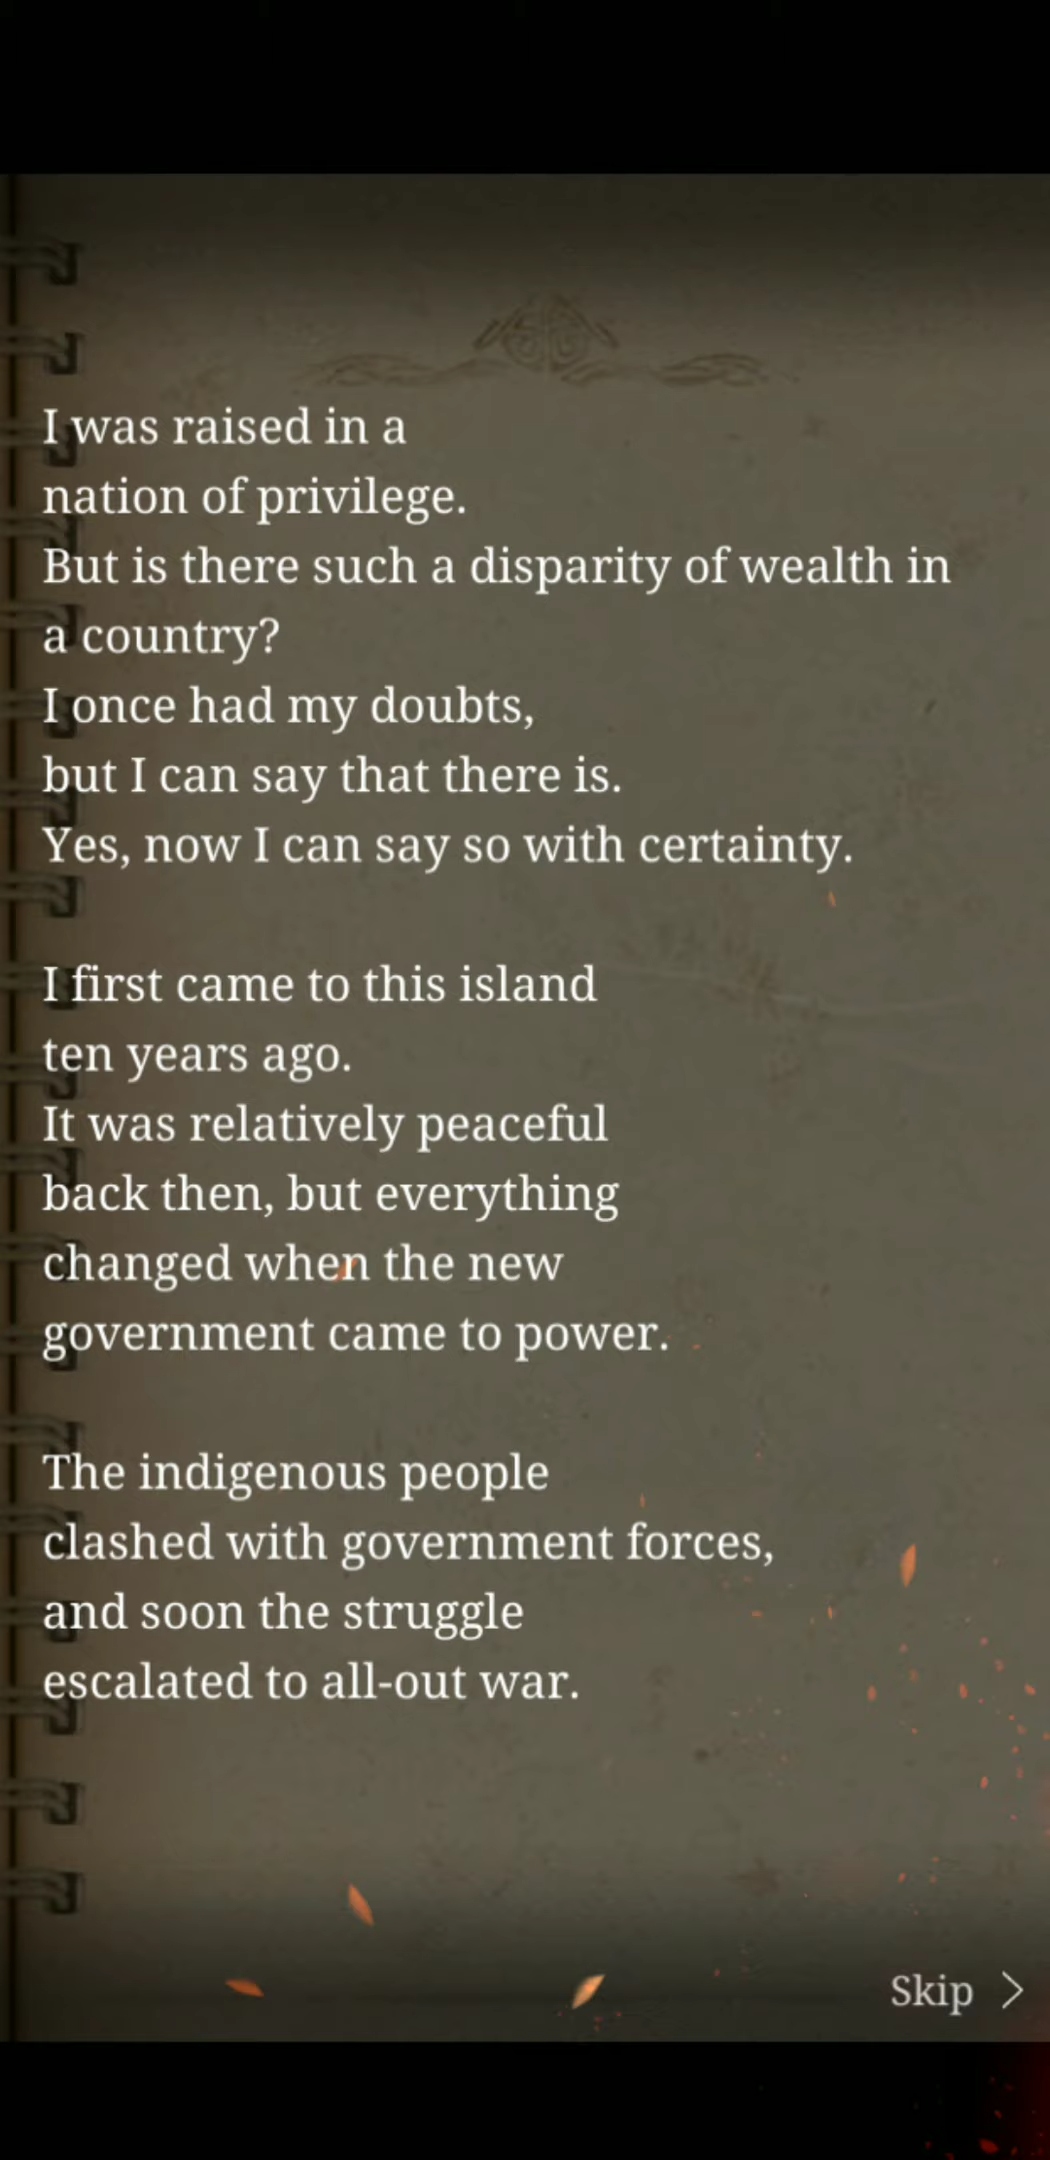 I was raised in a
nation of privilege.
But is there such a disparity of wealth in
a country?
I once had my doubts,
but I can say that there is.
Yes, now I can say so with certainty.
I first came to this island
ten years ago.
It was relatively peaceful
back then, but everything
changed when the new
government came to power.
The indigenous people
clashed with government forces,
and soon the struggle
escalated to all-out war.
Skip